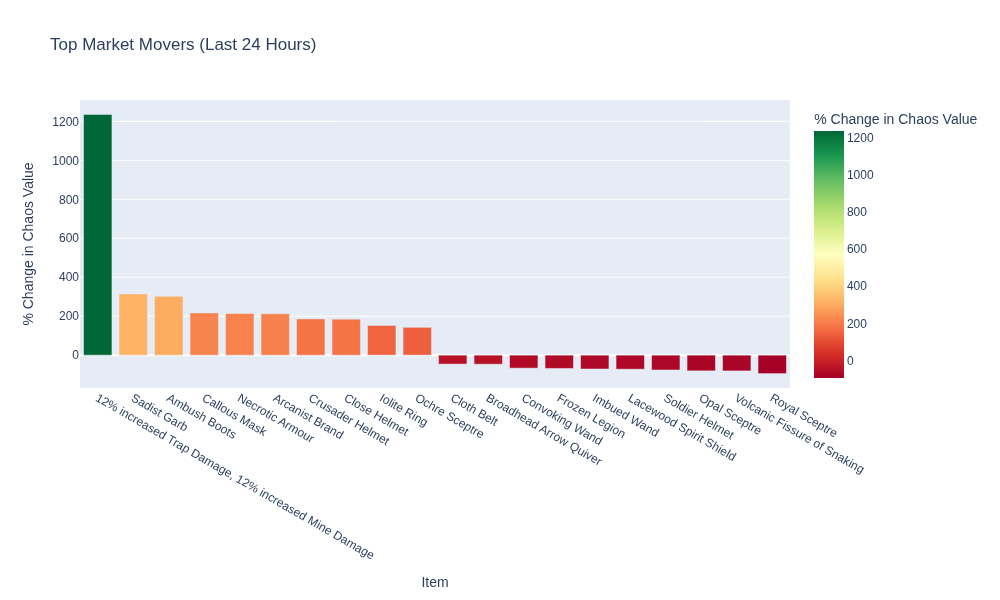 Top Market Movers (Last 24 Hours)
% Change in Chaos Value
1200
1000
800
600
400
200
0
12% increased Trap Damage, 12% increased Mine Damage
Sadist Garb
Ambush Boots
Callous Mask
Necrotic Armour
Arcanist Brand
Crusader Helmet
Close Helmet
Iolite Ring
Ochre Sceptre
Cloth Belt
Broadhead Arrow Quiver
Convoking Wand
Frozen Legion
Imbued Wand
Lacewood Spirit Shield
Soldier Helmet
Opal Sceptre
Volcanic Fissure of Snaking
Royal Sceptre
Item
% Change in Chaos Value
1200
1000
800
600
400
200
0